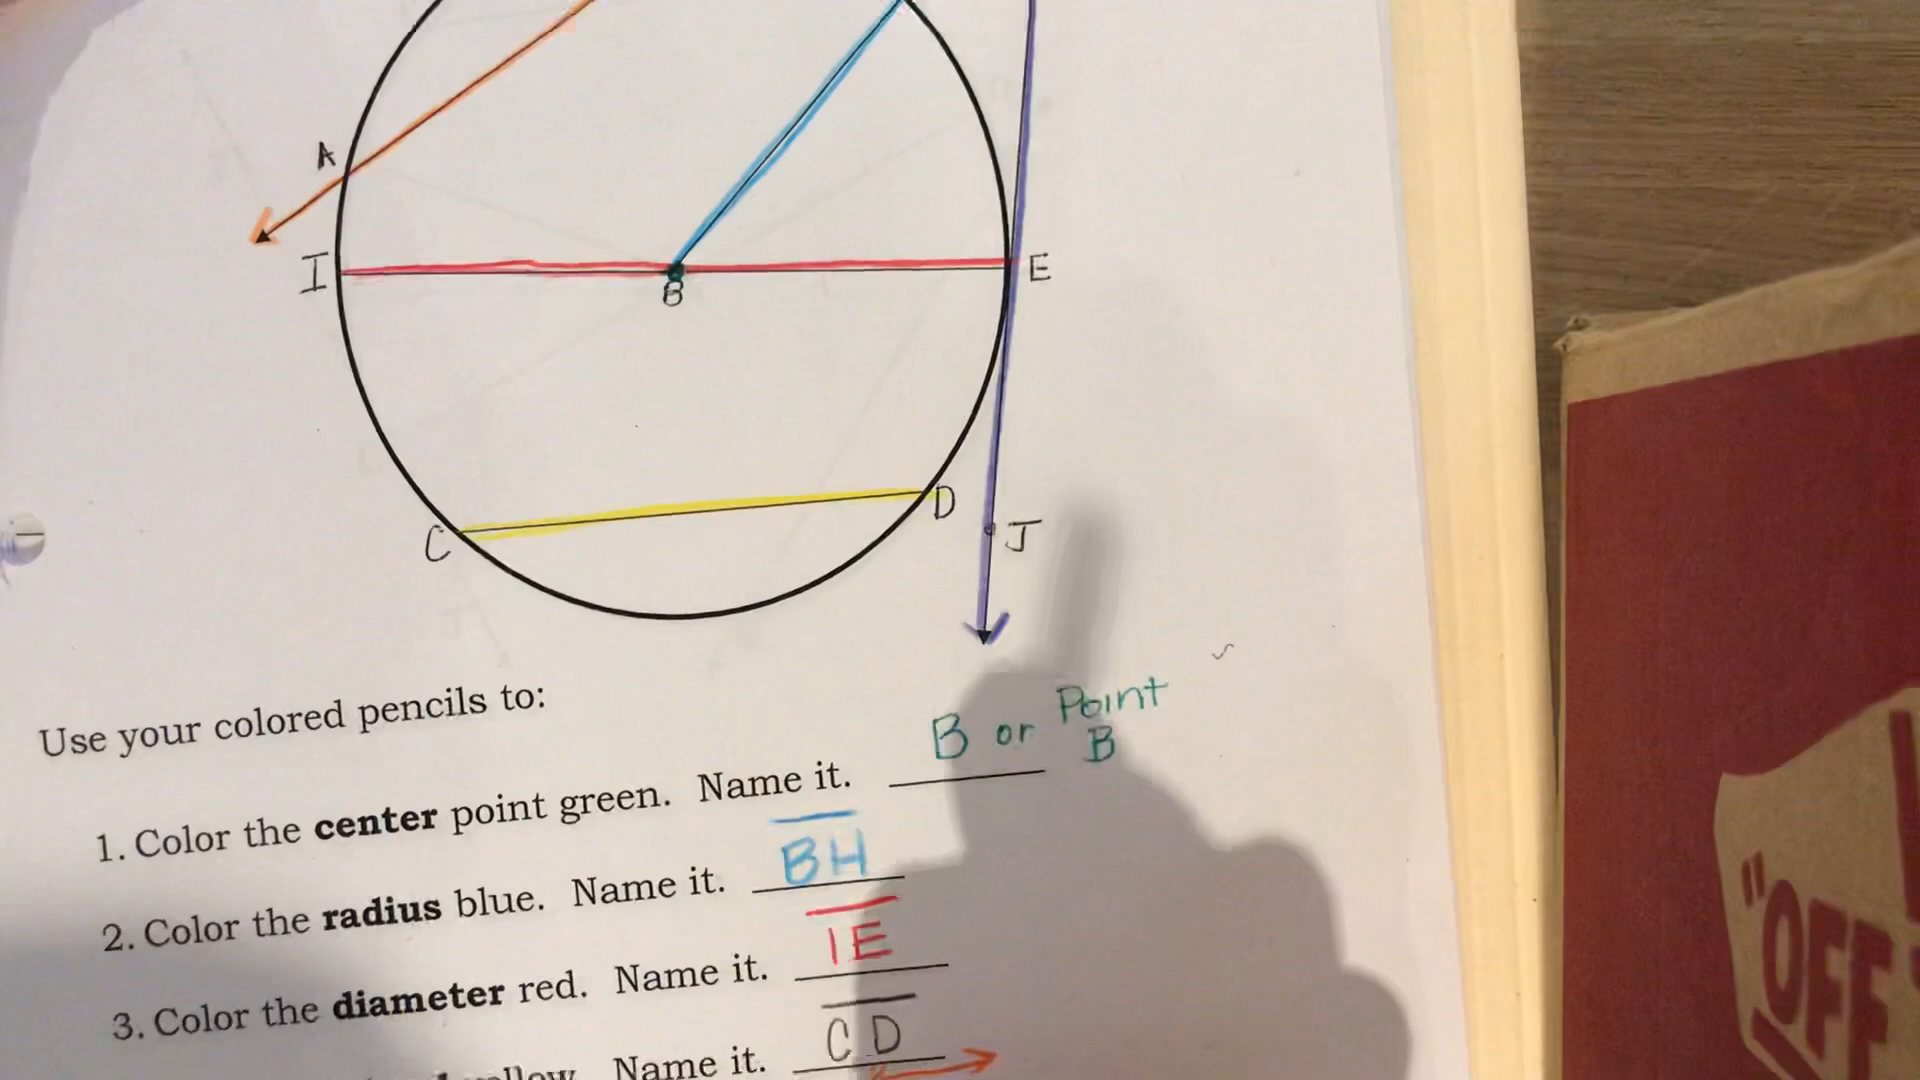 A
I
B
E
C
D
J
Use your colored pencils to:
1. Color the center point green. Name it. B or Point B
2. Color the radius blue. Name it. BH
3. Color the diameter red. Name it. IE
Name it. CD
"OFF